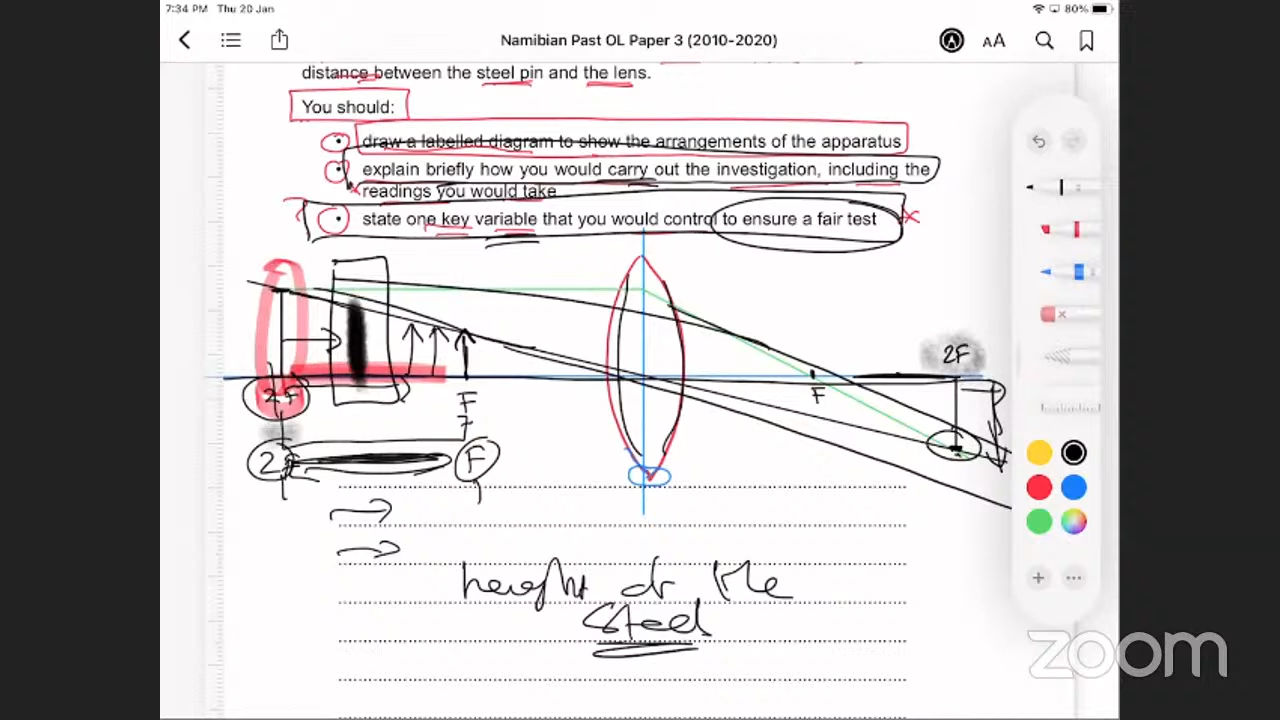 7:34 PM Thu 20 Jan
80%
Namibian Past OL Paper 3 (2010-2020)
AA
distance between the steel pin and the lens.
You should:
draw a labelled diagram to show the arrangements of the apparatus
explain briefly how you would carry out the investigation, including the
readings you would take
state one key variable that you would control to ensure a fair test
2F
2F
F
F
2
F
height of the
Steel
zoom